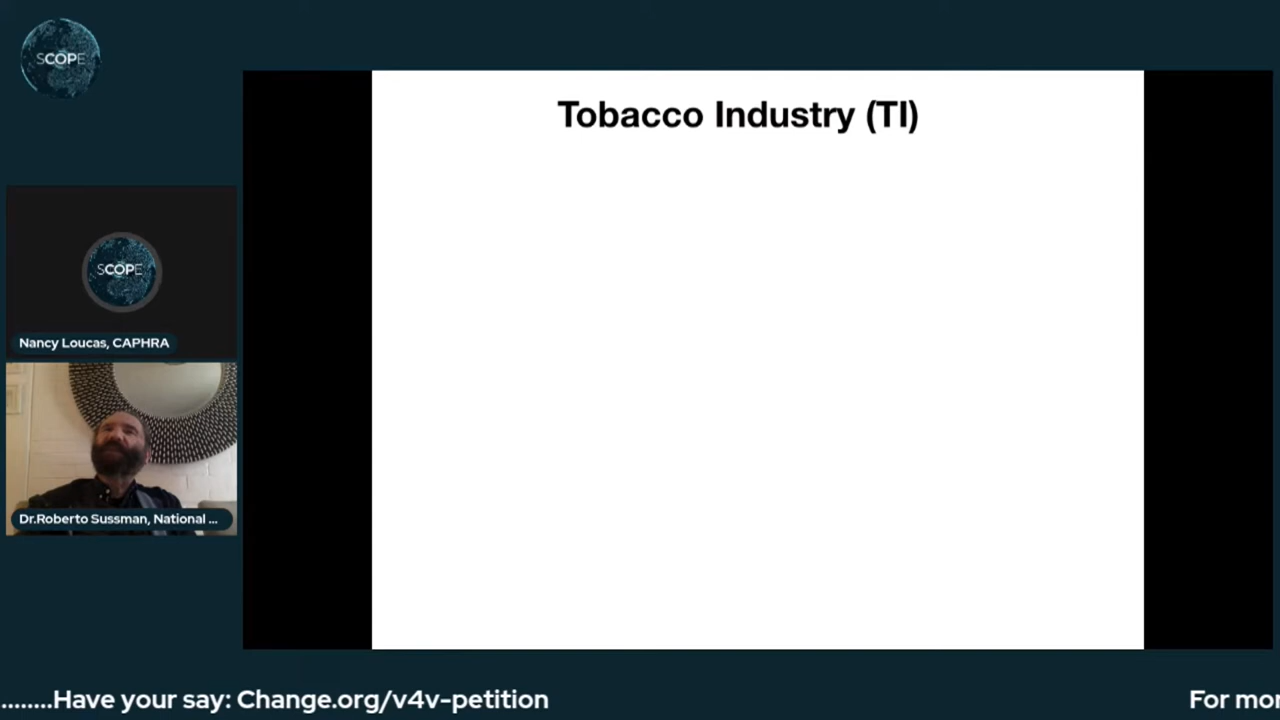 SCOPE
Tobacco Industry (TI)
SCOPE
Nancy Loucas, CAPHRA
Dr.Roberto Sussman, National ...
........Have your say: Change.org/v4v-petition
For mor